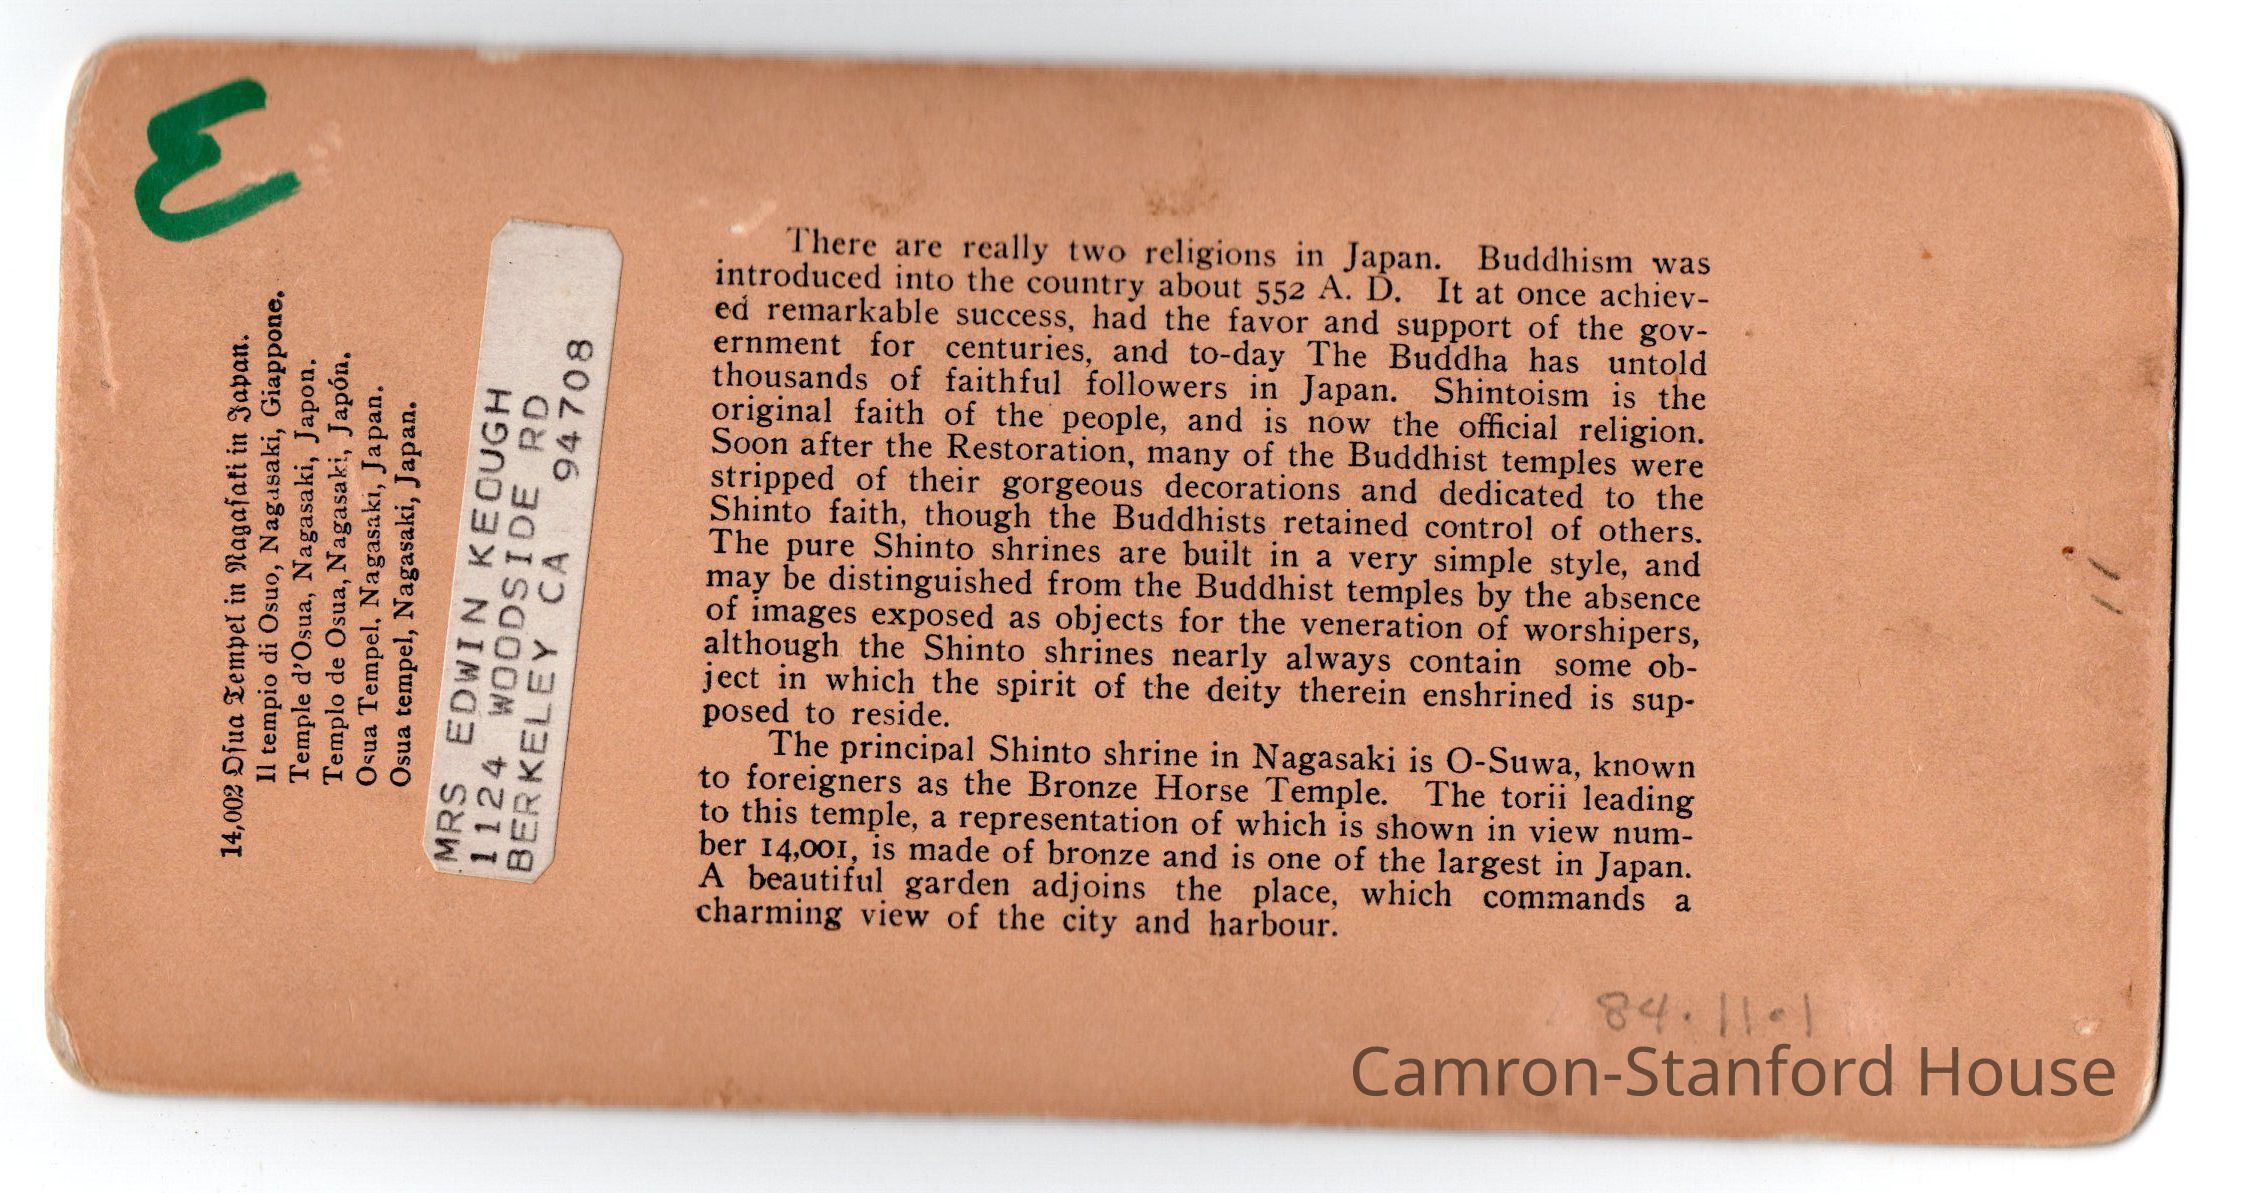 14,002 Osua Tempel in Nagasaki in Japan.
Il tempio di Osuo, Nagasaki, Giappone.
Temple d'Osua, Nagasaki, Japon.
Templo de Osua, Nagasaki, Japón.
Osua Tempel, Nagasaki, Japan.
Osua tempel, Nagasaki, Japan.
MRS EDWIN KEOUGH
1124 WOODSIDE RD
BERKELEY CA 94708
There are really two religions in Japan. Buddhism was
introduced into the country about 552 A. D. It at once achiev-
ed remarkable success, had the favor and support of the gov-
ernment for centuries, and to-day The Buddha has untold
thousands of faithful followers in Japan. Shintoism is the
original faith of the people, and is now the official religion.
Soon after the Restoration, many of the Buddhist temples were
stripped of their gorgeous decorations and dedicated to the
Shinto faith, though the Buddhists retained control of others.
The pure Shinto shrines are built in a very simple style, and
may be distinguished from the Buddhist temples by the absence
of images exposed as objects for the veneration of worshipers,
although the Shinto shrines nearly always contain some ob-
ject in which the spirit of the deity therein enshrined is sup-
posed to reside.
The principal Shinto shrine in Nagasaki is O-Suwa, known
to foreigners as the Bronze Horse Temple. The torii leading
to this temple, a representation of which is shown in view num-
ber 14,001, is made of bronze and is one of the largest in Japan.
A beautiful garden adjoins the place, which commands a
charming view of the city and harbour.
84.11.1
Camron-Stanford House